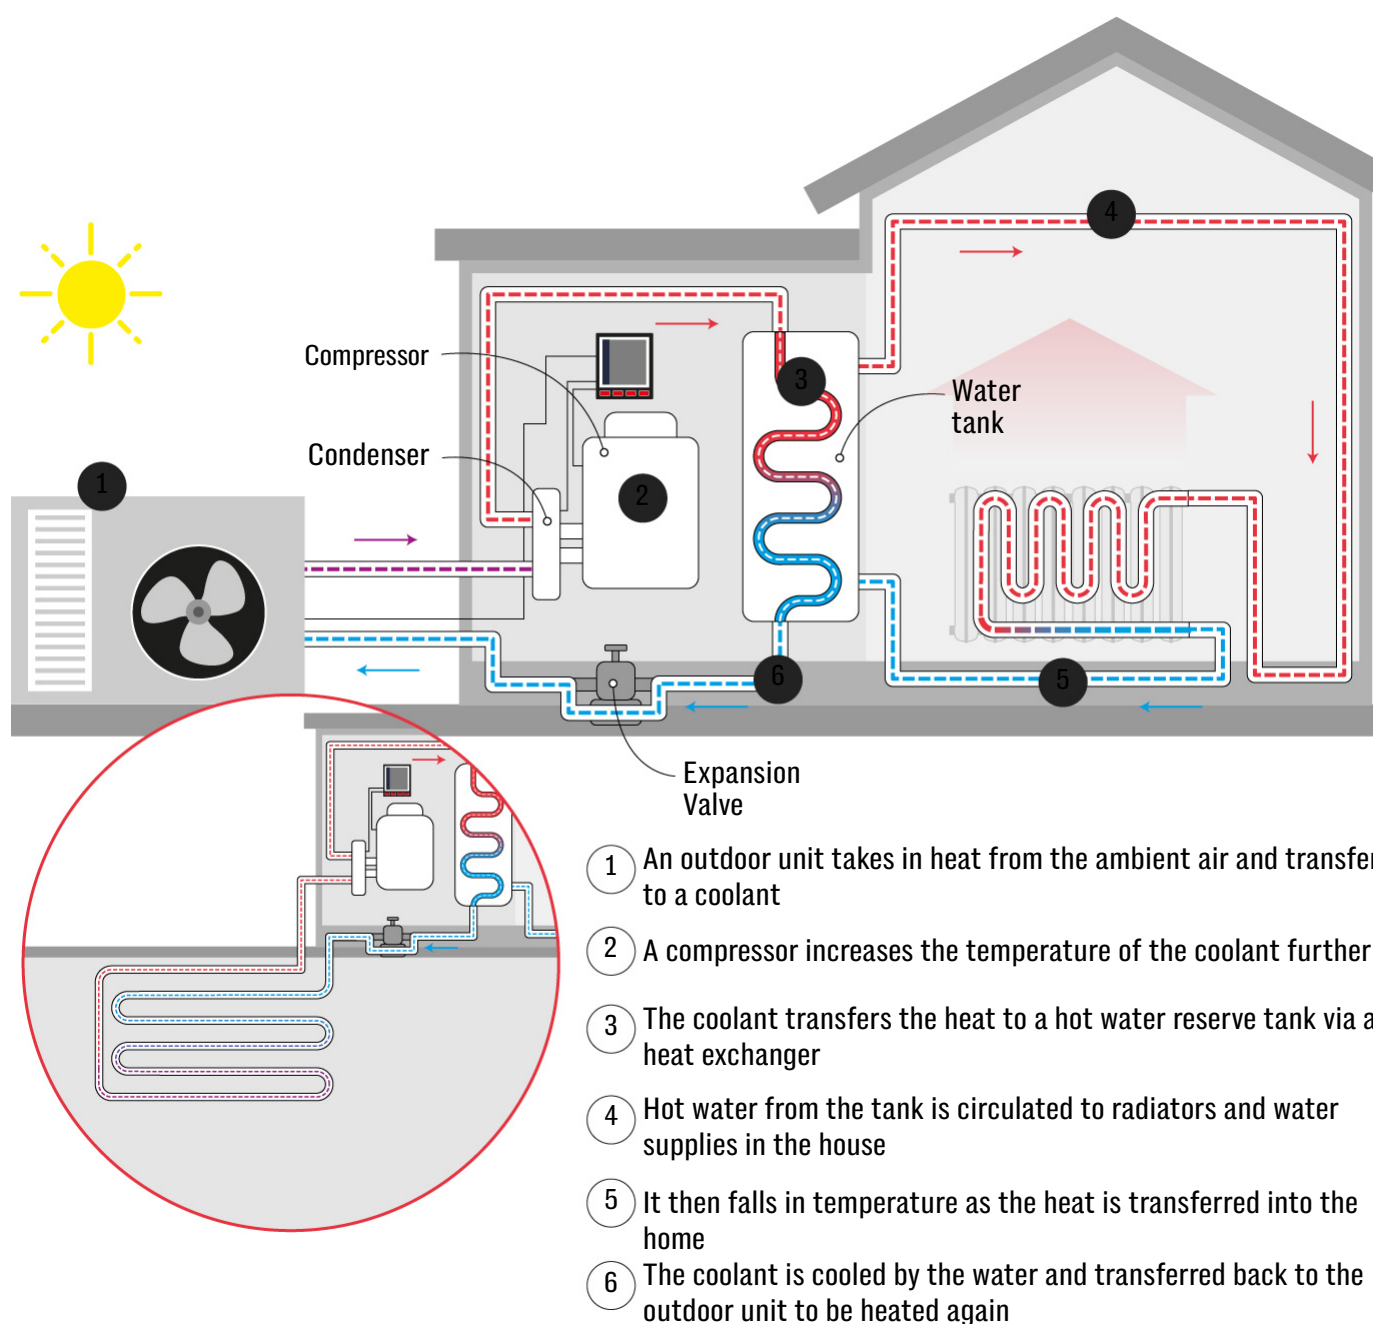 4
Compressor
3
Water
tank
Condenser
1
2
6
5
Expansion
Valve
1 An outdoor unit takes in heat from the ambient air and transfer
to a coolant
2 A compressor increases the temperature of the coolant further
3 The coolant transfers the heat to a hot water reserve tank via a
heat exchanger
4 Hot water from the tank is circulated to radiators and water
supplies in the house
5 It then falls in temperature as the heat is transferred into the
home
6 The coolant is cooled by the water and transferred back to the
outdoor unit to be heated again